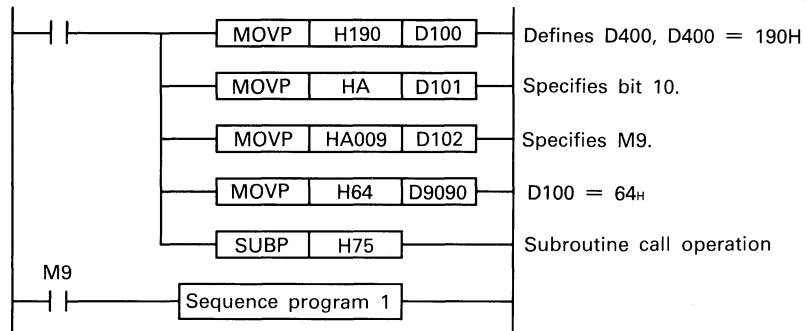 MOVP H190 D100 Defines D400, D400 = 190H
MOVP HA D101 Specifies bit 10.
MOVP HA009 D102 Specifies M9.
MOVP H64 D9090 D100 = 64H
SUBP H75 Subroutine call operation
M9
Sequence program 1